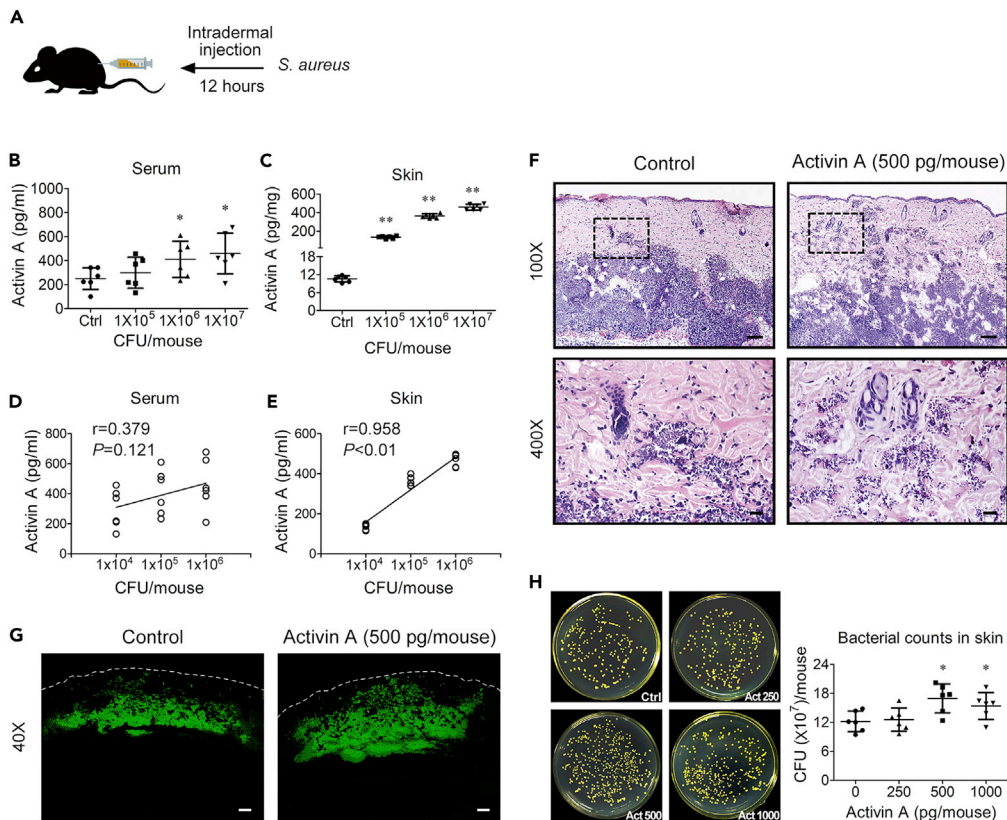 A
Intradermal
injection
S. aureus
12 hours
B
Serum
Activin A (pg/ml)
1000
800
600
400
200
0
*
*
Ctrl
1X10⁵
1X10⁶
1X10⁷
CFU/mouse
C
Skin
Activin A (pg/mg)
600
400
200
0
12
9
6
3
0
**
**
**
Ctrl
1X10⁵
1X10⁶
1X10⁷
CFU/mouse
D
Serum
r=0.379
P=0.121
Activin A (pg/ml)
800
600
400
200
0
1x10⁴
1x10⁵
1x10⁶
CFU/mouse
E
Skin
r=0.958
P<0.01
Activin A (pg/ml)
600
400
200
0
1x10⁴
1x10⁵
1x10⁶
CFU/mouse
F
Control
Activin A (500 pg/mouse)
100X
400X
G
Control
Activin A (500 pg/mouse)
40X
H
Ctrl
Act 250
Act 500
Act 1000
Bacterial counts in skin
CFU (X10⁷)/mouse
24
18
12
6
0
*
*
0
250
500
1000
Activin A (pg/mouse)